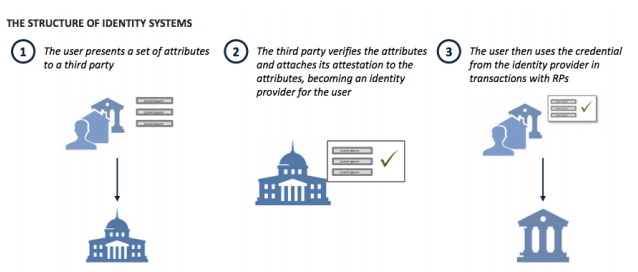 THE STRUCTURE OF IDENTITY SYSTEMS
1
The user presents a set of attributes
to a third party
2
The third party verifies the attributes
and attaches its attestation to the
attributes, becoming an identity
provider for the user
3
The user then uses the credential
from the identity provider in
transactions with RPs